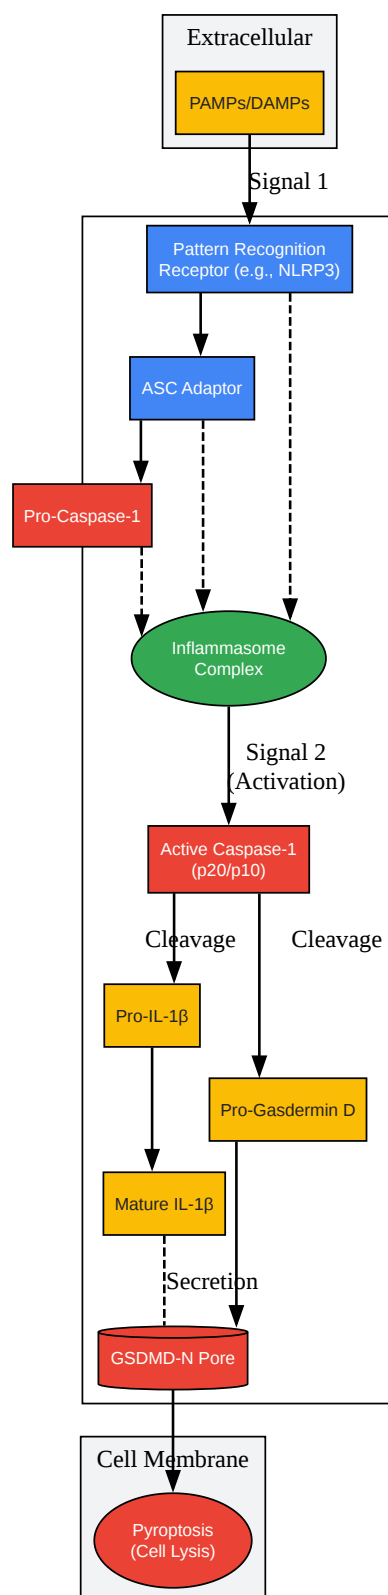 Extracellular
PAMPs/DAMPs
Signal 1
Pattern Recognition
Receptor (e.g., NLRP3)
ASC Adaptor
Pro-Caspase-1
Inflammasome
Complex
Signal 2
(Activation)
Active Caspase-1
(p20/p10)
Cleavage
Cleavage
Pro-IL-1β
Pro-Gasdermin D
Mature IL-1β
Secretion
GSDMD-N Pore
Cell Membrane
Pyroptosis
(Cell Lysis)